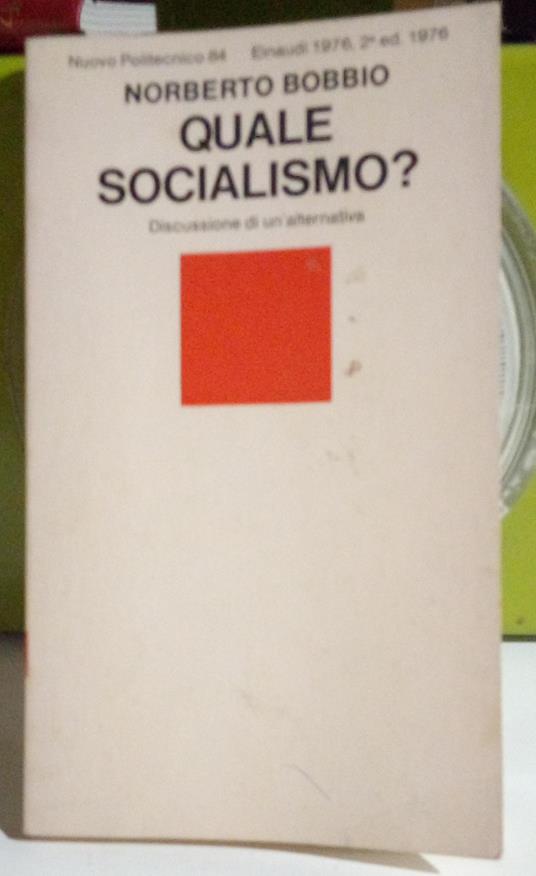 Nuovo Politecnico 84 Einaudi 1976, 2ª ed. 1976
NORBERTO BOBBIO
QUALE
SOCIALISMO?
Discussione di un'alternativa